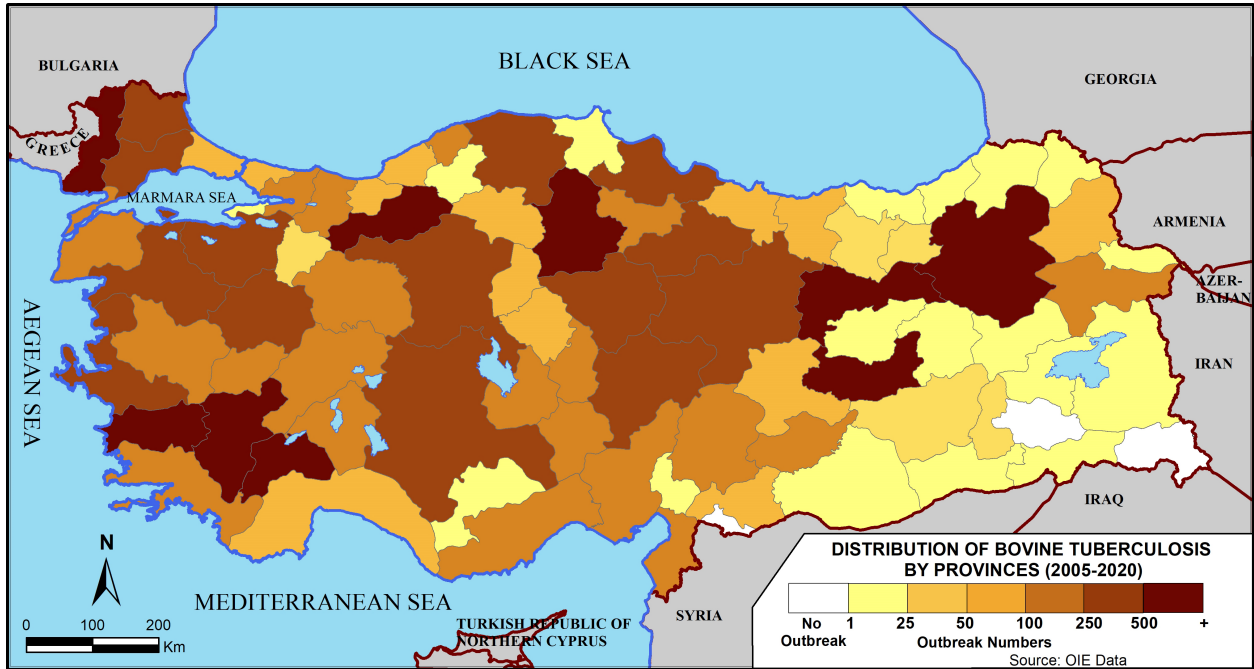 BLACK SEA
BULGARIA
GEORGIA
GREECE
MARMARA SEA
ARMENIA
AZER-
BAIJAN
AEGEAN SEA
IRAN
IRAQ
N
0 100 200
Km
MEDITERRANEAN SEA
TURKISH REPUBLIC OF
NORTHERN CYPRUS
SYRIA
DISTRIBUTION OF BOVINE TUBERCULOSIS
BY PROVINCES (2005-2020)
No 1 25 50 100 250 500 +
Outbreak Outbreak Numbers
Source: OIE Data